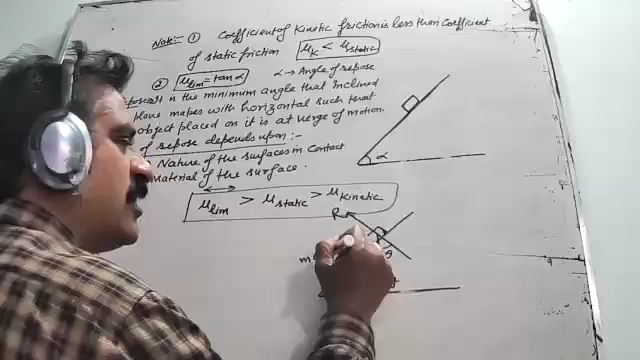 Note:- ① Coefficient of Kinetic friction is less than Coefficient
of static friction μk < μstatic
② μlim = tan α α → Angle of repose
is the minimum angle that Inclined
plane makes with horizontal such that
object placed on it is at verge of motion.
of repose depends upon:-
Nature of the surfaces in Contact
Material of the surface.
α
μlim > μstatic > μkinetic
R
m
θ